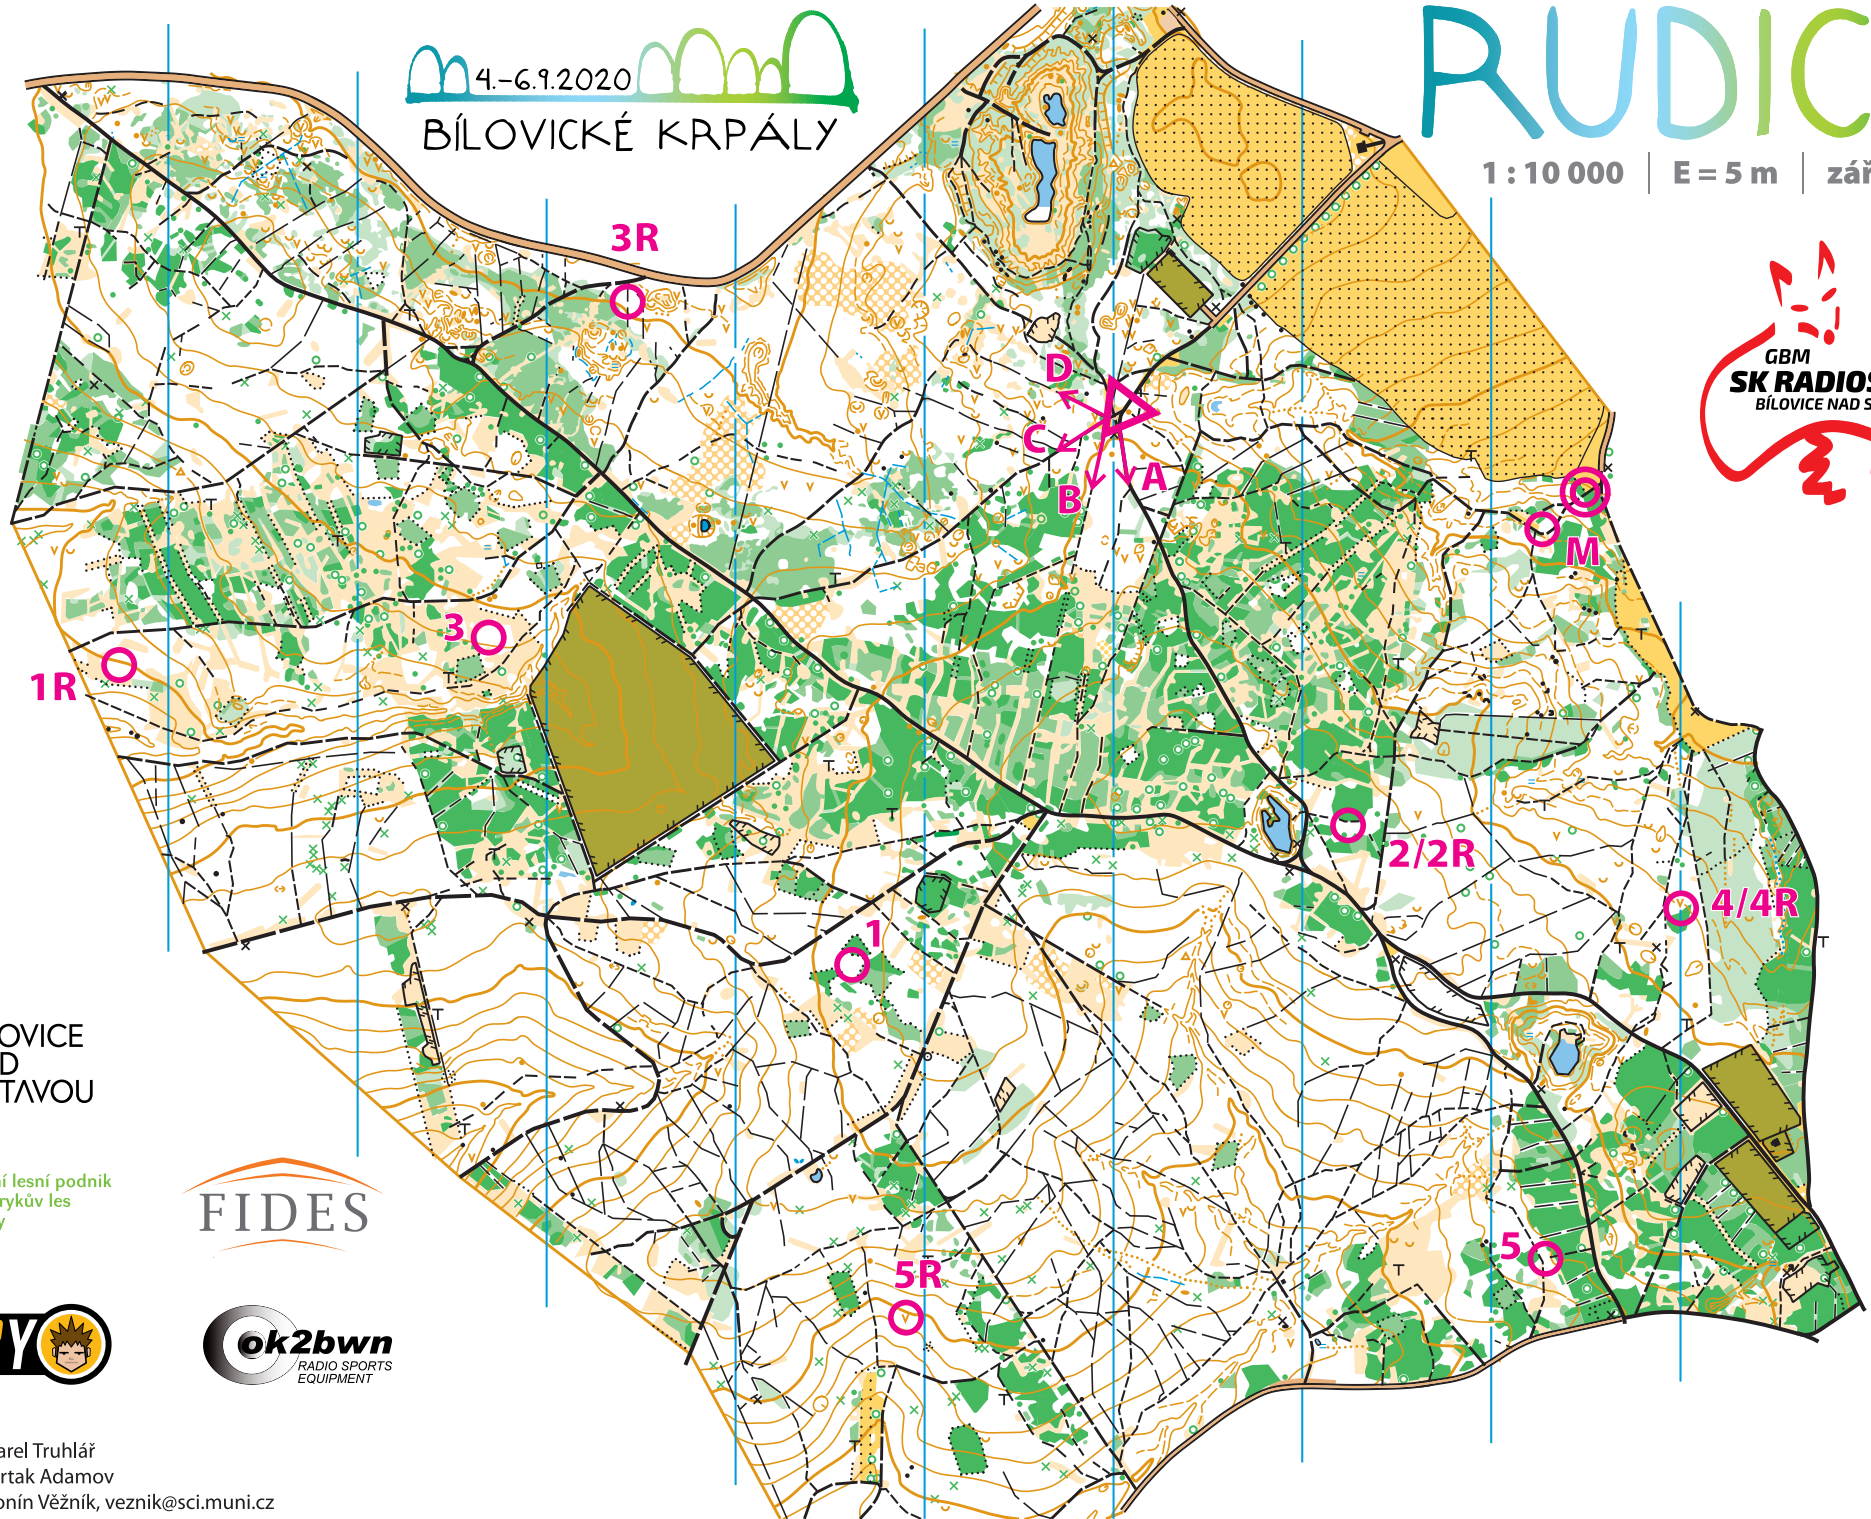 4.-6.9.2020
BÍLOVICKÉ KRPÁLY
RUDIC
1 : 10 000 | E = 5 m | zář
3R
GBM
SK RADIOS
BÍLOVICE NAD S
D
C
B
A
M
3
1R
2/2R
4/4R
1
5
5R
OVICE
D
TAVOU
ní lesní podnik
rykův les
y
FIDES
Y
ok2bwn
RADIO SPORTS
EQUIPMENT
arel Truhlář
rtak Adamov
onín Věžník, veznik@sci.muni.cz